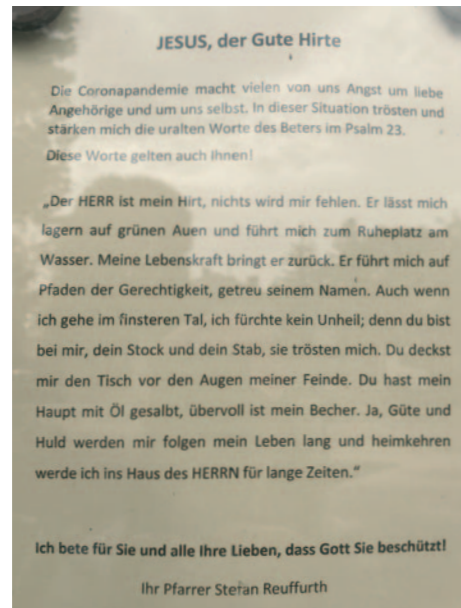 JESUS, der Gute Hirte
Die Coronapandemie macht vielen von uns Angst um liebe
Angehörige und um uns selbst. In dieser Situation trösten und
stärken mich die uralten Worte des Beters im Psalm 23.
Diese Worte gelten auch Ihnen!
„Der HERR ist mein Hirt, nichts wird mir fehlen. Er lässt mich
lagern auf grünen Auen und führt mich zum Ruheplatz am
Wasser. Meine Lebenskraft bringt er zurück. Er führt mich auf
Pfaden der Gerechtigkeit, getreu seinem Namen. Auch wenn
ich gehe im finsteren Tal, ich fürchte kein Unheil; denn du bist
bei mir, dein Stock und dein Stab, sie trösten mich. Du deckst
mir den Tisch vor den Augen meiner Feinde. Du hast mein
Haupt mit Öl gesalbt, übervoll ist mein Becher. Ja, Güte und
Huld werden mir folgen mein Leben lang und heimkehren
werde ich ins Haus des HERRN für lange Zeiten.“
Ich bete für Sie und alle Ihre Lieben, dass Gott Sie beschützt!
Ihr Pfarrer Stefan Reuffurth